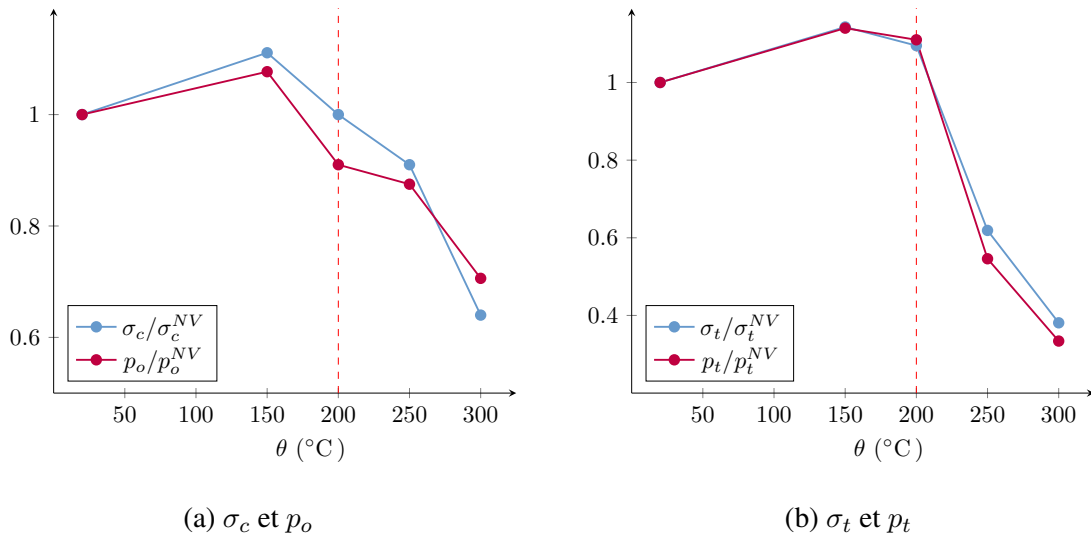 1
0.8
0.6
50 100 150 200 250 300
θ (°C)
σ_c/σ_c^{NV}
p_o/p_o^{NV}
(a) σ_c et p_o
1
0.8
0.6
0.4
50 100 150 200 250 300
θ (°C)
σ_t/σ_t^{NV}
p_t/p_t^{NV}
(b) σ_t et p_t